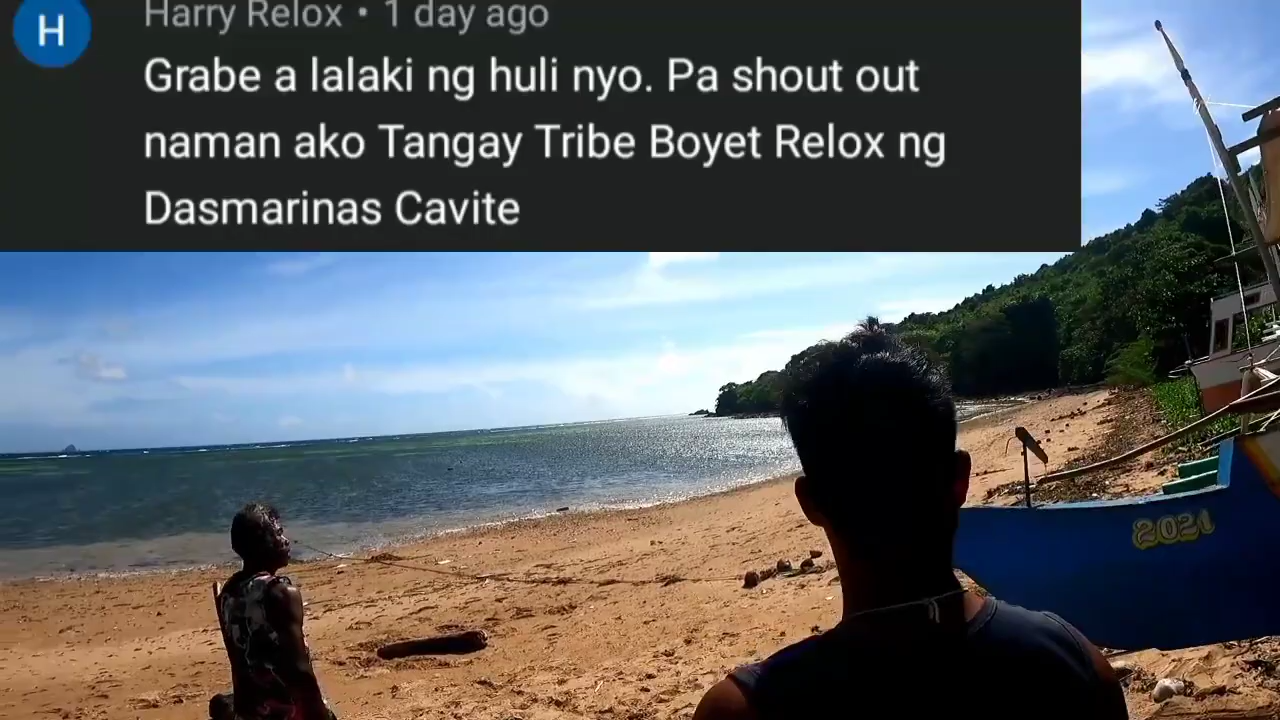 H
Harry Relox • 1 day ago
Grabe a lalaki ng huli nyo. Pa shout out
naman ako Tangay Tribe Boyet Relox ng
Dasmarinas Cavite
2021